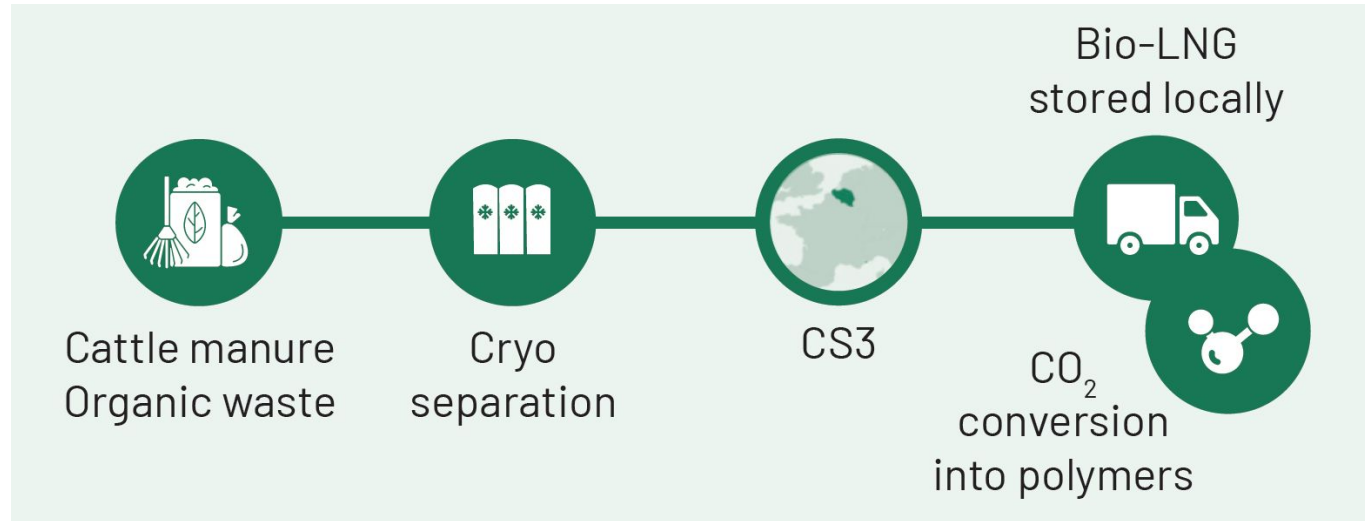 Cattle manure
Organic waste
Cryo
separation
CS3
Bio-LNG
stored locally
CO₂
conversion
into polymers